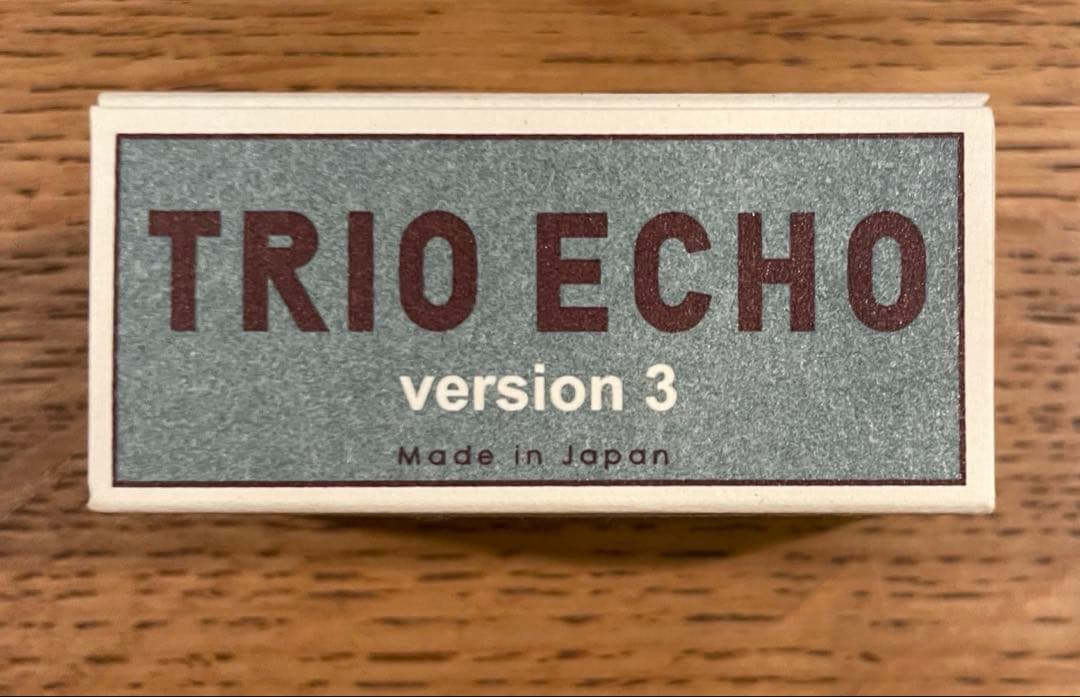 TRIO ECHO
version 3
Made in Japan